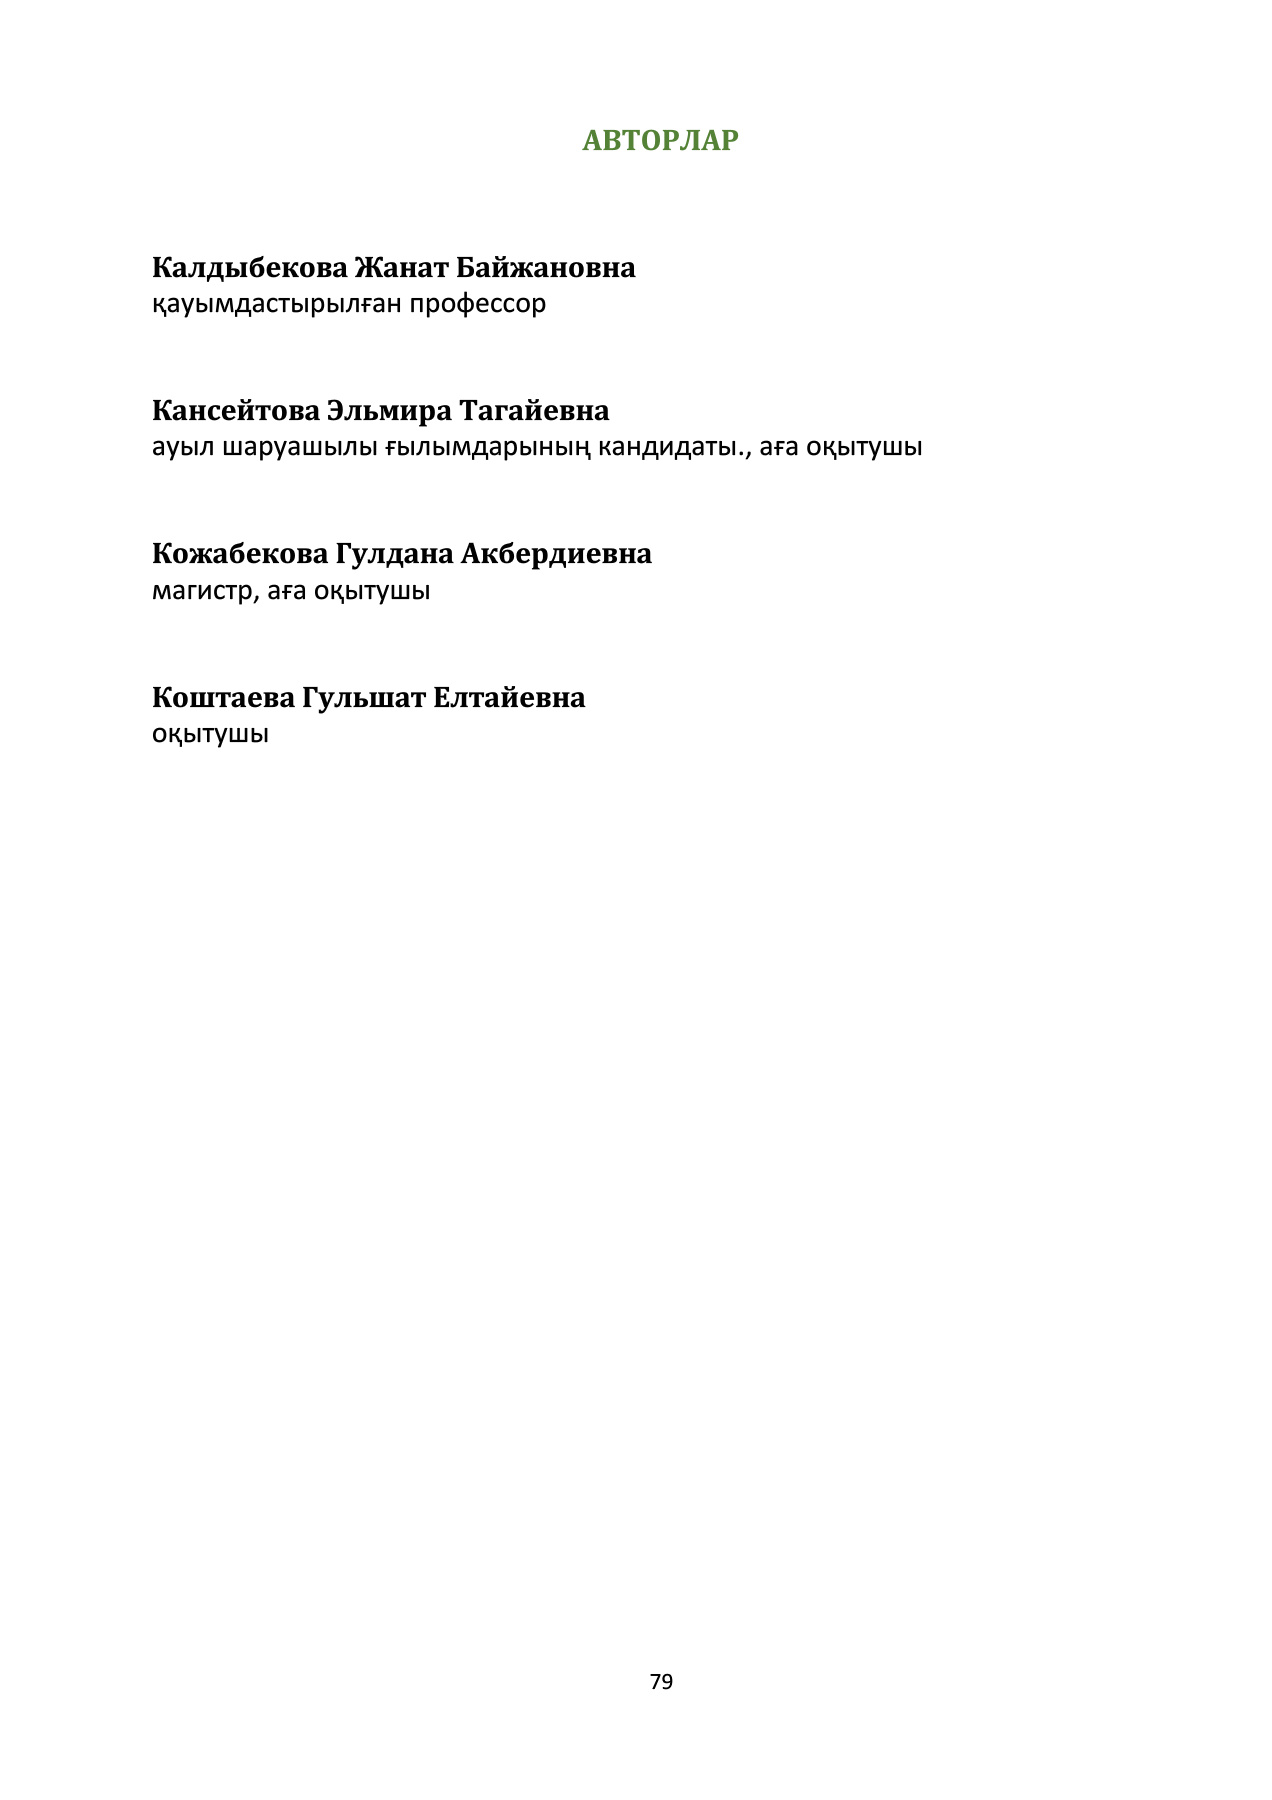 АВТОРЛАР
Калдыбекова Жанат Байжановна
қауымдастырылған профессор
Кансейтова Эльмира Тагайевна
ауыл шаруашылы ғылымдарының кандидаты., аға оқытушы
Кожабекова Гулдана Акбердиевна
магистр, аға оқытушы
Коштаева Гульшат Елтайевна
оқытушы
79